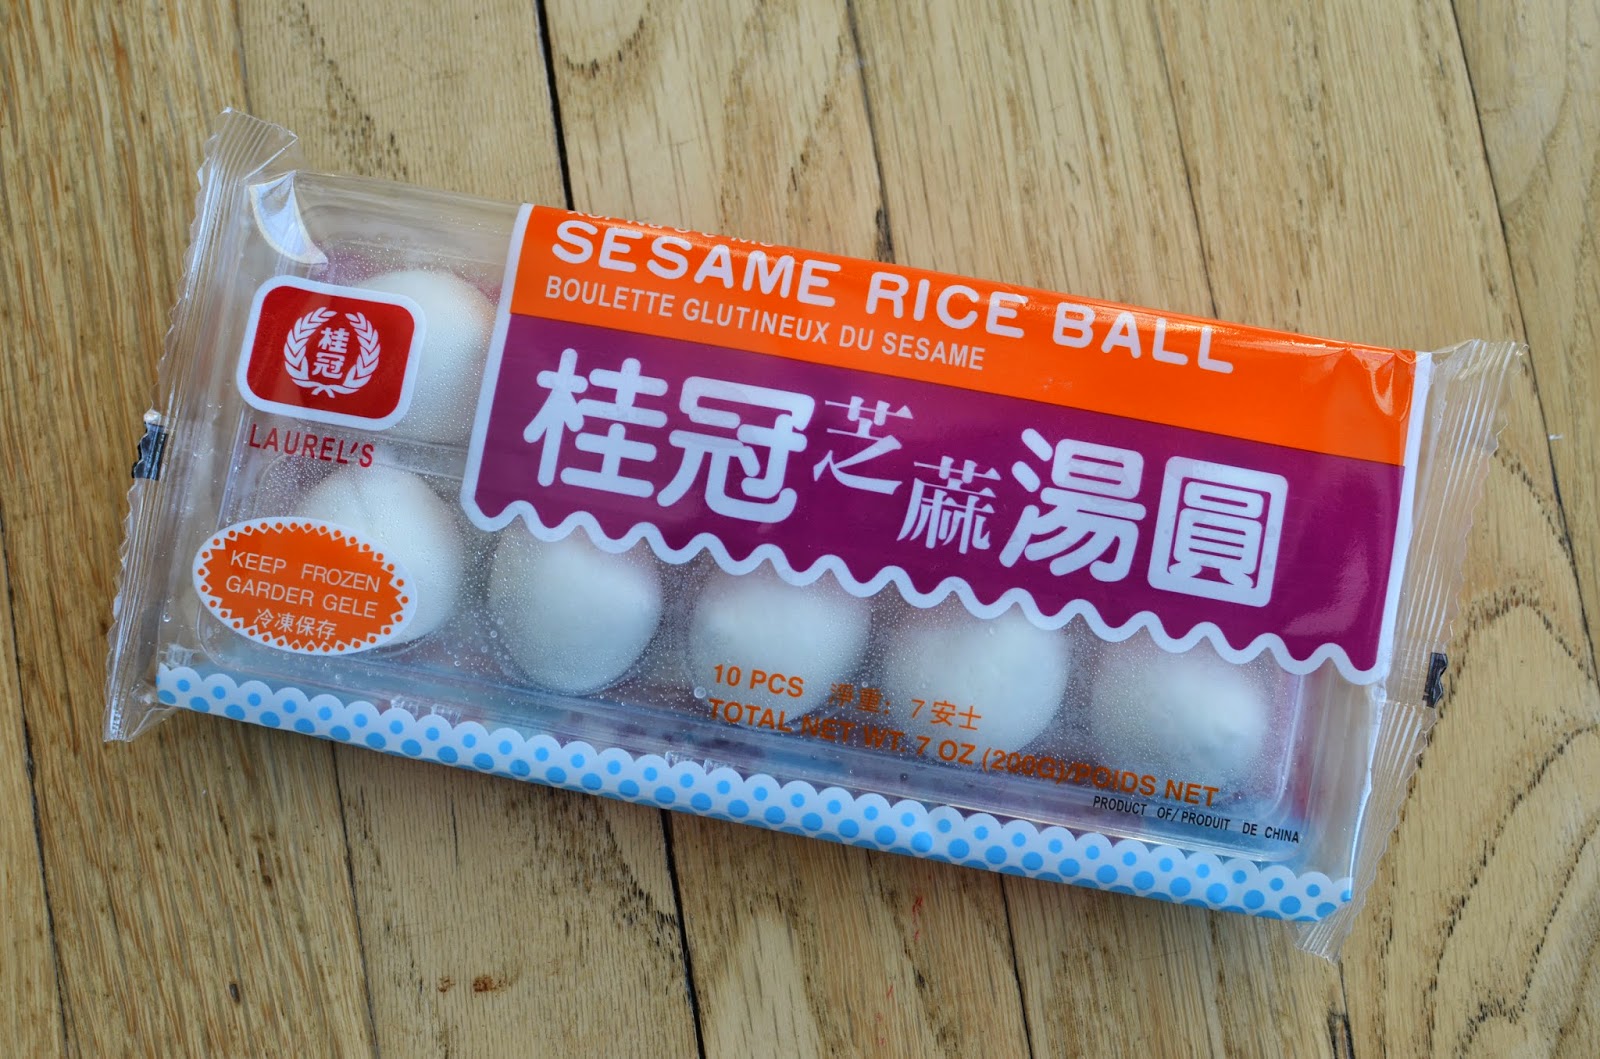 SESAME RICE BALL
BOULETTE GLUTINEUX DU SESAME
桂冠
LAUREL'S
桂冠芝蔴湯圓
KEEP FROZEN
GARDER GELE
冷凍保存
10 PCS 淨重: 7安士
TOTAL NET WT. 7 OZ (200G)/POIDS NET
PRODUCT OF/PRODUIT DE CHINA